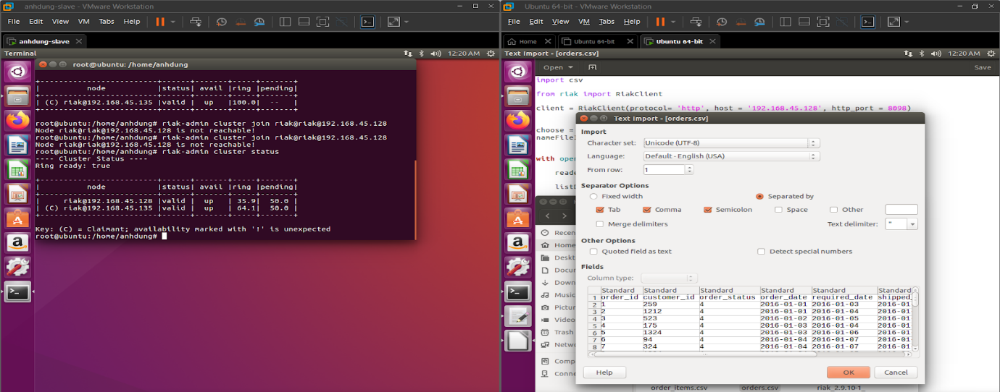 anhdung-slave - VMware Workstation
File Edit View VM Tabs Help
anhdung-slave
Terminal 12:20 AM
root@ubuntu: /home/anhdung
+--------------------------+------+-------+-----+-------+
| node |status| avail |ring |pending|
+--------------------------+------+-------+-----+-------+
| (C) riak@192.168.45.135 |valid | up |100.0| -- |
+--------------------------+------+-------+-----+-------+
root@ubuntu:/home/anhdung# riak-admin cluster join riak@riak@192.168.45.128
Node riak@riak@192.168.45.128 is not reachable!
root@ubuntu:/home/anhdung# riak-admin cluster join riak@riak@192.168.45.128
Node riak@riak@192.168.45.128 is not reachable!
root@ubuntu:/home/anhdung# riak-admin cluster status
---- Cluster Status ----
Ring ready: true
+--------------------------+------+-------+-----+-------+
| node |status| avail |ring |pending|
+--------------------------+------+-------+-----+-------+
| riak@192.168.45.128 |valid | up | 35.9| 50.0 |
| (C) riak@192.168.45.135 |valid | up | 64.1| 50.0 |
+--------------------------+------+-------+-----+-------+
Key: (C) = Claimant; availability marked with '!' is unexpected
root@ubuntu:/home/anhdung#
Ubuntu 64-bit - VMware Workstation
File Edit View VM Tabs Help
Home Ubuntu 64-bit Ubuntu 64-bit
Text Import - [orders.csv] 12:20 AM
Open Save
import csv
from riak import RiakClient
client = RiakClient(protocol= 'http', host = '192.168.45.128', http_port = 8098)
choose =
with open
Recen
Home
Deskt
Docum
Down
Music
Pictur
Video
Trash
Netwo
Comp
Conne
Text Import - [orders.csv]
Import
Character set: Unicode (UTF-8)
Language: Default - English (USA)
From row: 1
Separator Options
Fixed width Separated by
Tab Comma Semicolon Space Other
Merge delimiters Text delimiter: "
Other Options
Quoted field as text Detect special numbers
Fields
Column type:
Standard Standard Standard Standard Standard Standard
1 order_id customer_id order_status order_date required_date shipped_
2 1 259 4 2016-01-01 2016-01-03 2016-01
3 2 1212 4 2016-01-01 2016-01-04 2016-01
4 3 523 4 2016-01-02 2016-01-05 2016-01
5 4 175 4 2016-01-03 2016-01-04 2016-01
6 5 1324 4 2016-01-03 2016-01-06 2016-01
7 6 94 4 2016-01-04 2016-01-07 2016-01
8 7 324 4 2016-01-04 2016-01-07 2016-01
Help OK Cancel
order_items.csv orders.csv riak_2.9.10-1_